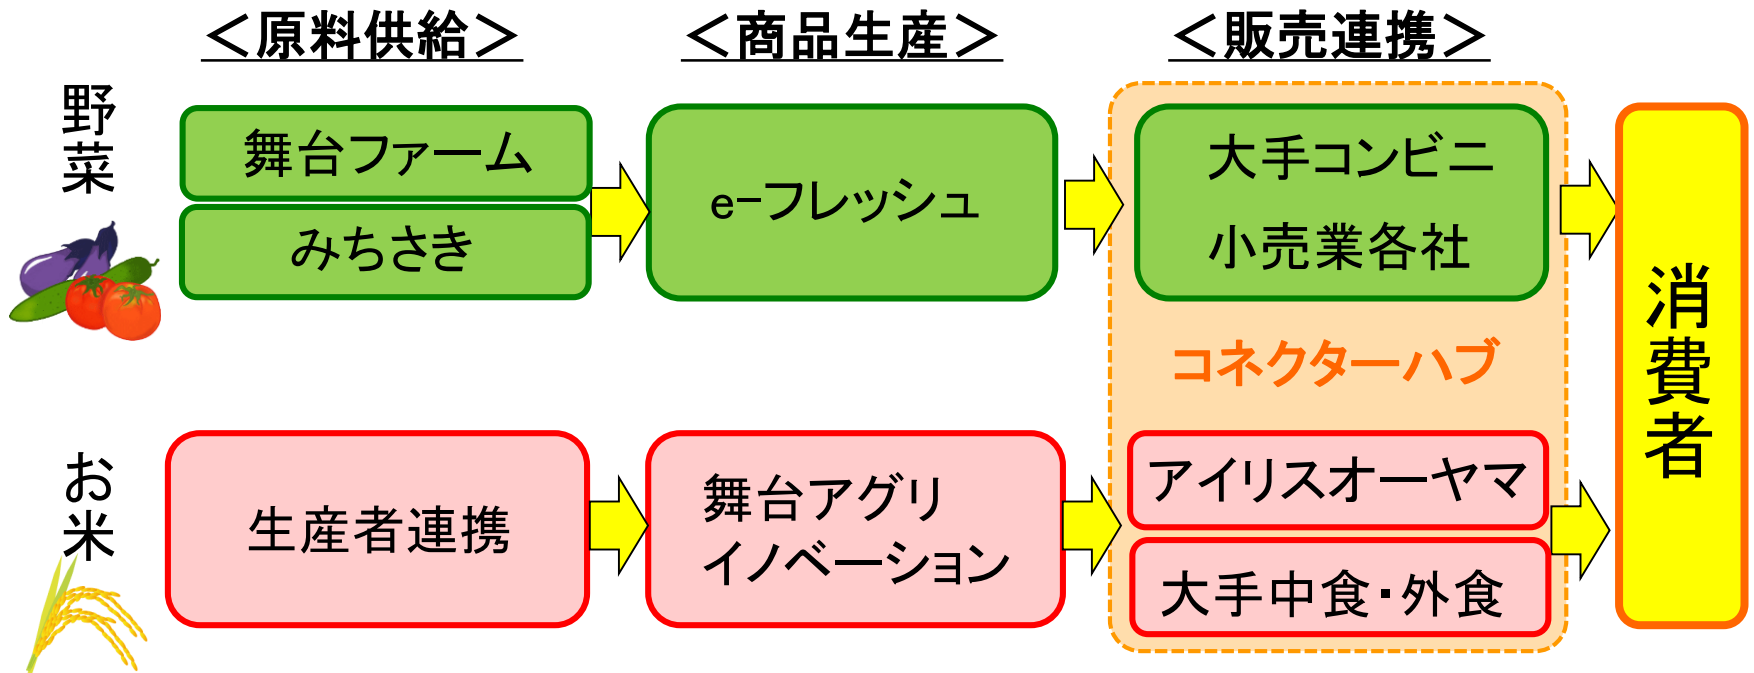 ＜原料供給＞
＜商品生産＞
＜販売連携＞
野菜
舞台ファーム
みちさき
e-フレッシュ
大手コンビニ
小売業各社
コネクターハブ
お米
生産者連携
舞台アグリ
イノベーション
アイリスオーヤマ
大手中食・外食
消費者